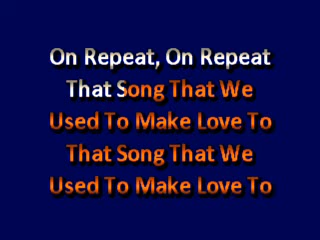 On Repeat, On Repeat
That Song That We
Used To Make Love To
That Song That We
Used To Make Love To